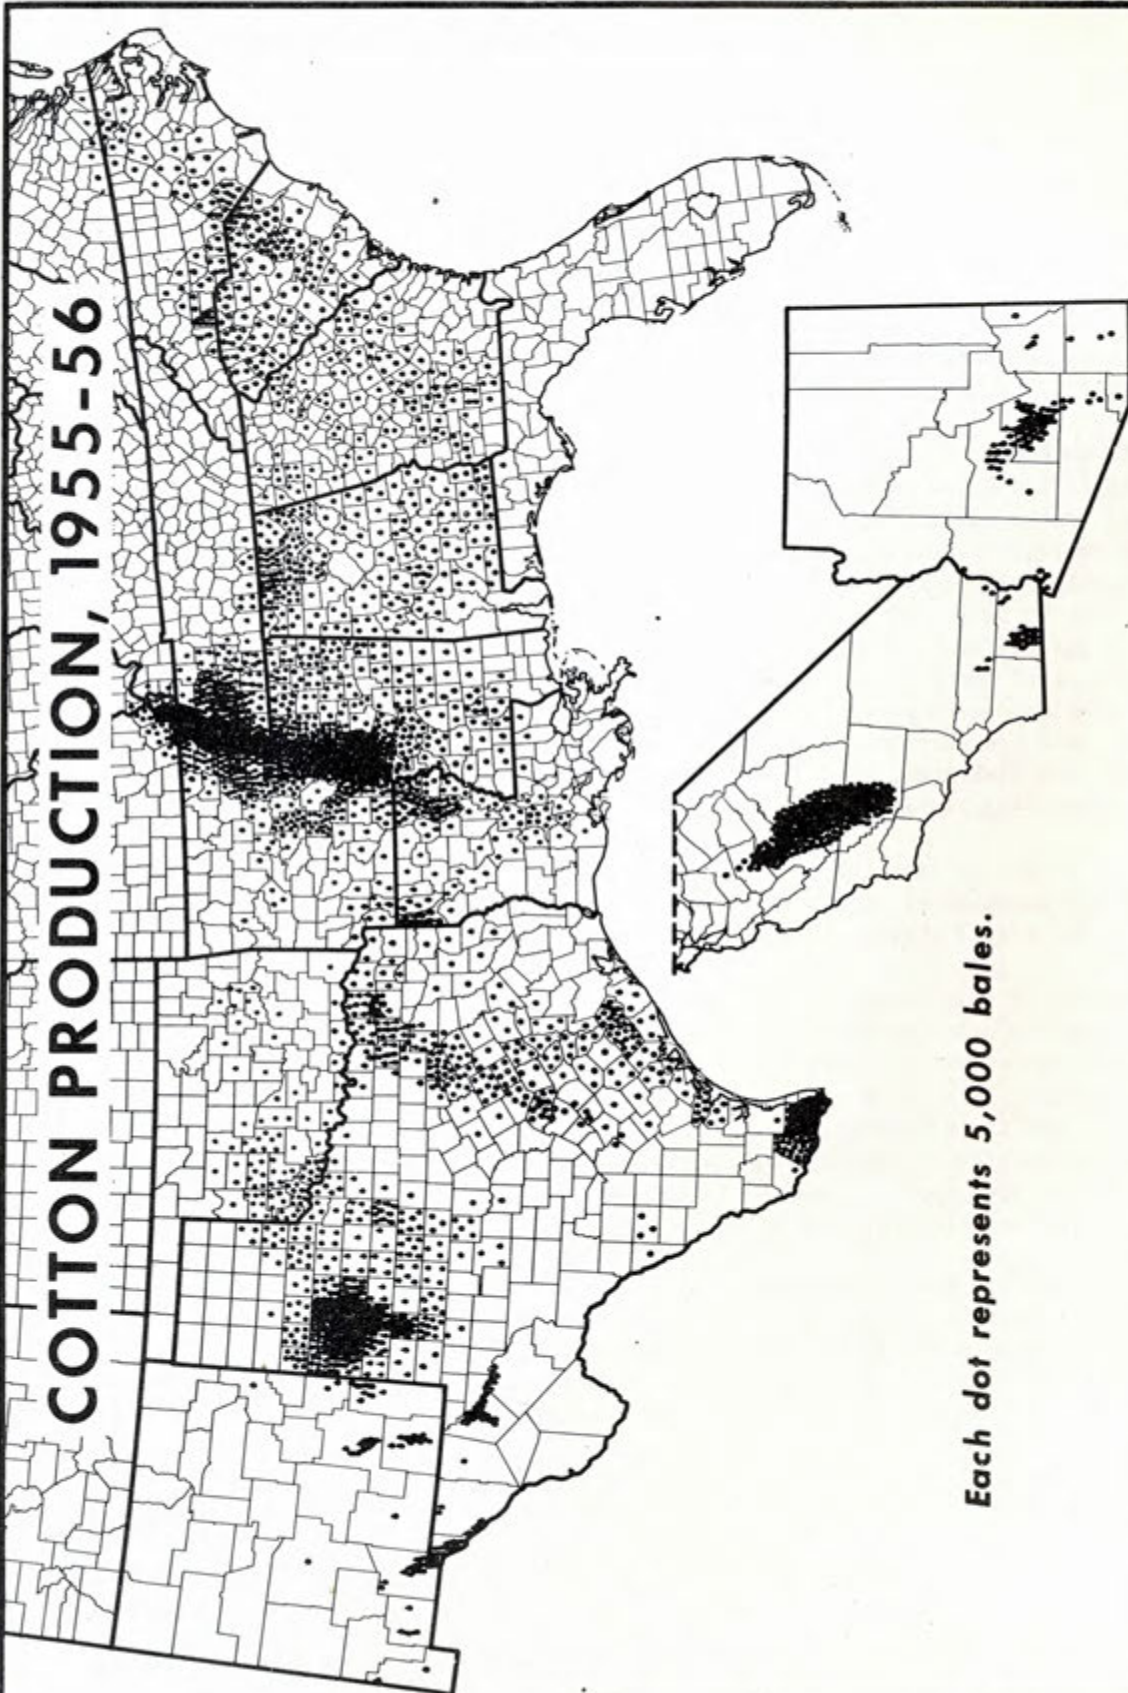 COTTON PRODUCTION, 1955-56
Each dot represents 5,000 bales.